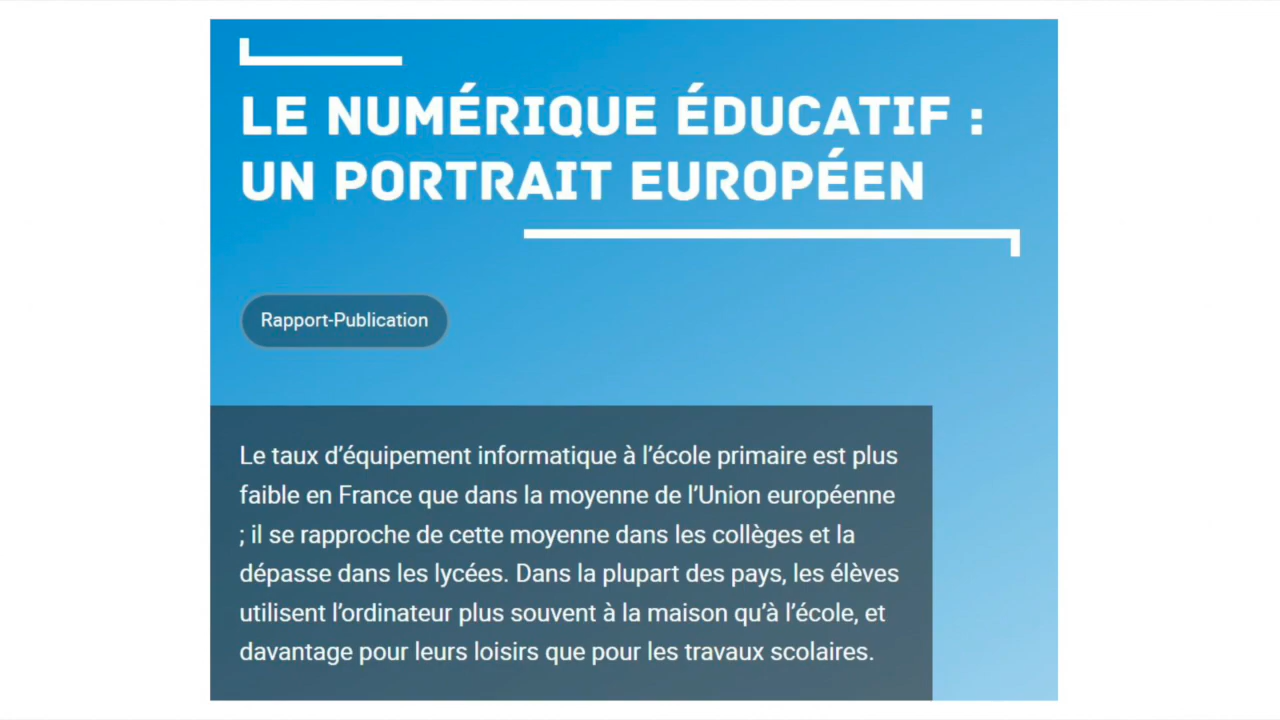 LE NUMÉRIQUE ÉDUCATIF :
UN PORTRAIT EUROPÉEN
Rapport-Publication
Le taux d’équipement informatique à l’école primaire est plus
faible en France que dans la moyenne de l’Union européenne
; il se rapproche de cette moyenne dans les collèges et la
dépasse dans les lycées. Dans la plupart des pays, les élèves
utilisent l’ordinateur plus souvent à la maison qu’à l’école, et
davantage pour leurs loisirs que pour les travaux scolaires.